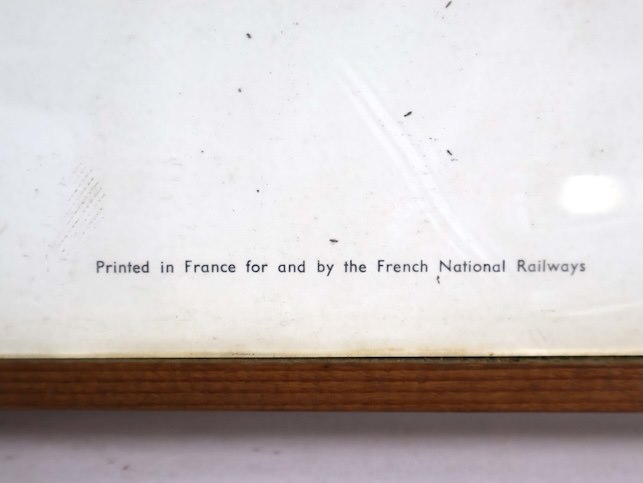 Printed in France for and by the French National Railways